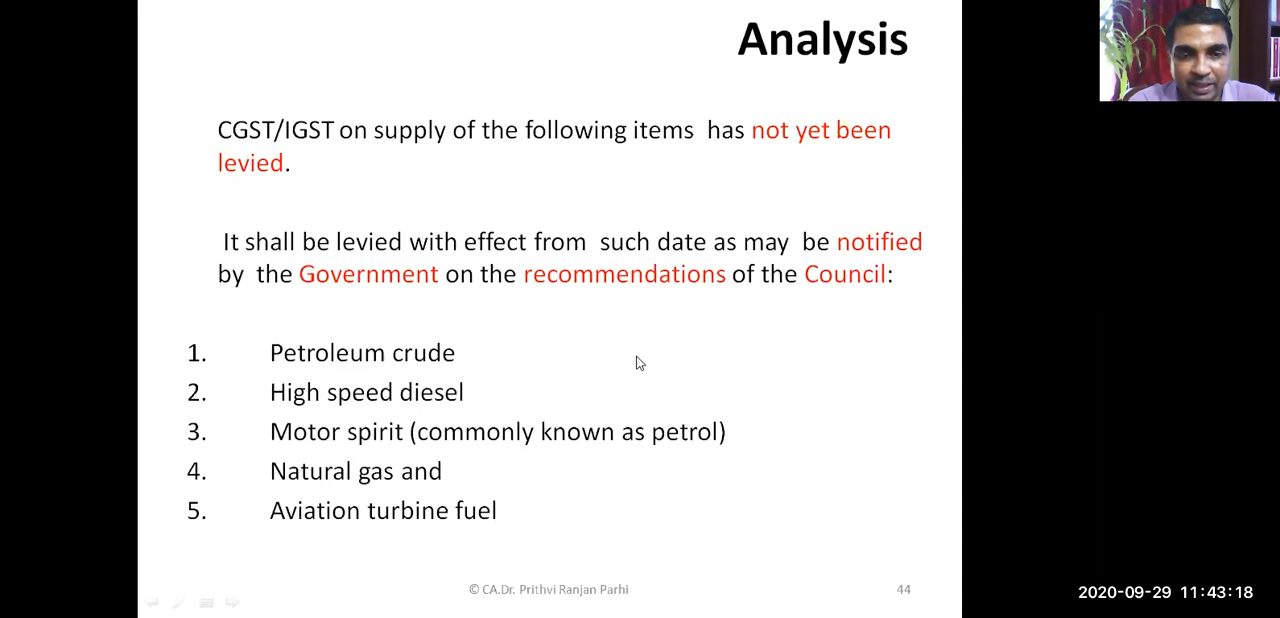 Analysis
CGST/IGST on supply of the following items has not yet been
levied.
It shall be levied with effect from such date as may be notified
by the Government on the recommendations of the Council:
1. Petroleum crude
2. High speed diesel
3. Motor spirit (commonly known as petrol)
4. Natural gas and
5. Aviation turbine fuel
© CA.Dr. Prithvi Ranjan Parhi 44
2020-09-29 11:43:18